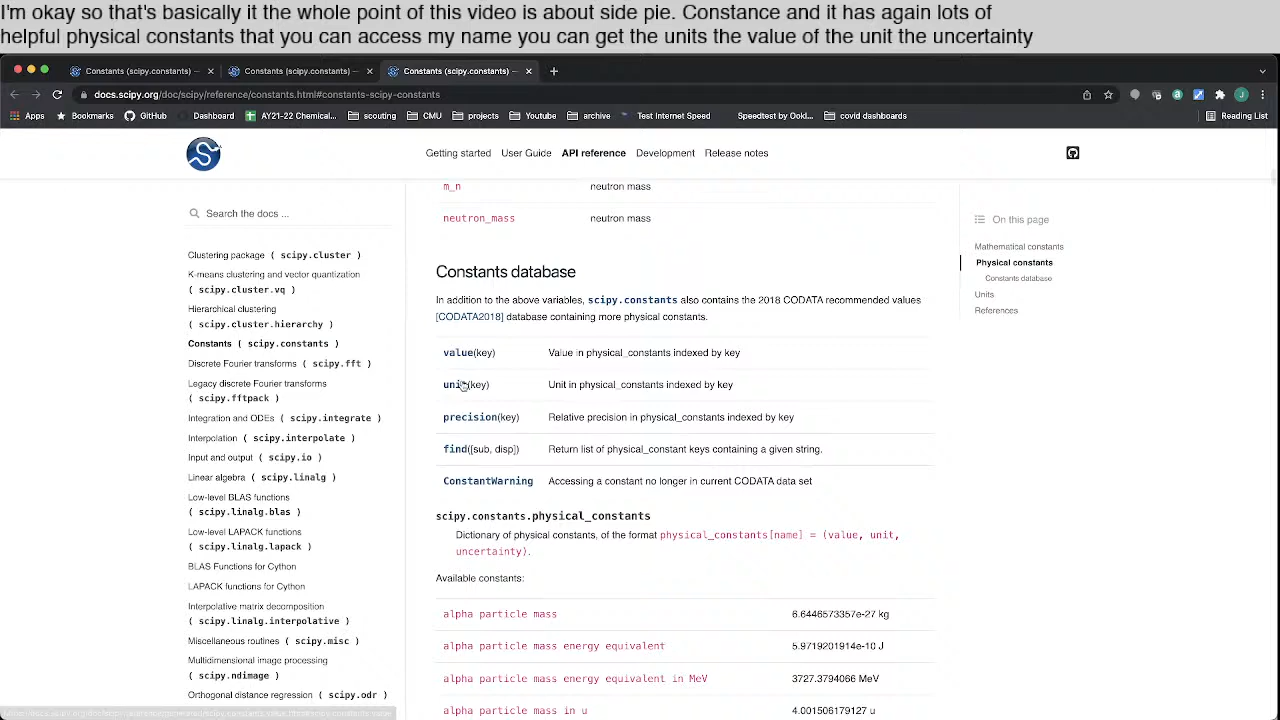 I'm okay so that's basically it the whole point of this video is about side pie. Constance and it has again lots of
helpful physical constants that you can access my name you can get the units the value of the unit the uncertainty
Constants (scipy.constants) —
Constants (scipy.constants) —
Constants (scipy.constants) —
docs.scipy.org/doc/scipy/reference/constants.html#constants-scipy-constants
Apps
Bookmarks
GitHub
Dashboard
AY21-22 Chemical...
scouting
CMU
projects
Youtube
archive
Test Internet Speed
Speedtest by Ookl...
covid dashboards
Reading List
Getting started
User Guide
API reference
Development
Release notes
Search the docs ...
Clustering package ( scipy.cluster )
K-means clustering and vector quantization
( scipy.cluster.vq )
Hierarchical clustering
( scipy.cluster.hierarchy )
Constants ( scipy.constants )
Discrete Fourier transforms ( scipy.fft )
Legacy discrete Fourier transforms
( scipy.fftpack )
Integration and ODEs ( scipy.integrate )
Interpolation ( scipy.interpolate )
Input and output ( scipy.io )
Linear algebra ( scipy.linalg )
Low-level BLAS functions
( scipy.linalg.blas )
Low-level LAPACK functions
( scipy.linalg.lapack )
BLAS Functions for Cython
LAPACK functions for Cython
Interpolative matrix decomposition
( scipy.linalg.interpolative )
Miscellaneous routines ( scipy.misc )
Multidimensional image processing
( scipy.ndimage )
Orthogonal distance regression ( scipy.odr )
m_n neutron mass
neutron_mass neutron mass
Constants database
In addition to the above variables, scipy.constants also contains the 2018 CODATA recommended values
[CODATA2018] database containing more physical constants.
value(key) Value in physical_constants indexed by key
unit(key) Unit in physical_constants indexed by key
precision(key) Relative precision in physical_constants indexed by key
find([sub, disp]) Return list of physical_constant keys containing a given string.
ConstantWarning Accessing a constant no longer in current CODATA data set
scipy.constants.physical_constants
Dictionary of physical constants, of the format physical_constants[name] = (value, unit,
uncertainty).
Available constants:
alpha particle mass 6.6446573357e-27 kg
alpha particle mass energy equivalent 5.9719201914e-10 J
alpha particle mass energy equivalent in MeV 3727.3794066 MeV
alpha particle mass in u 4.001506179127 u
On this page
Mathematical constants
Physical constants
Constants database
Units
References